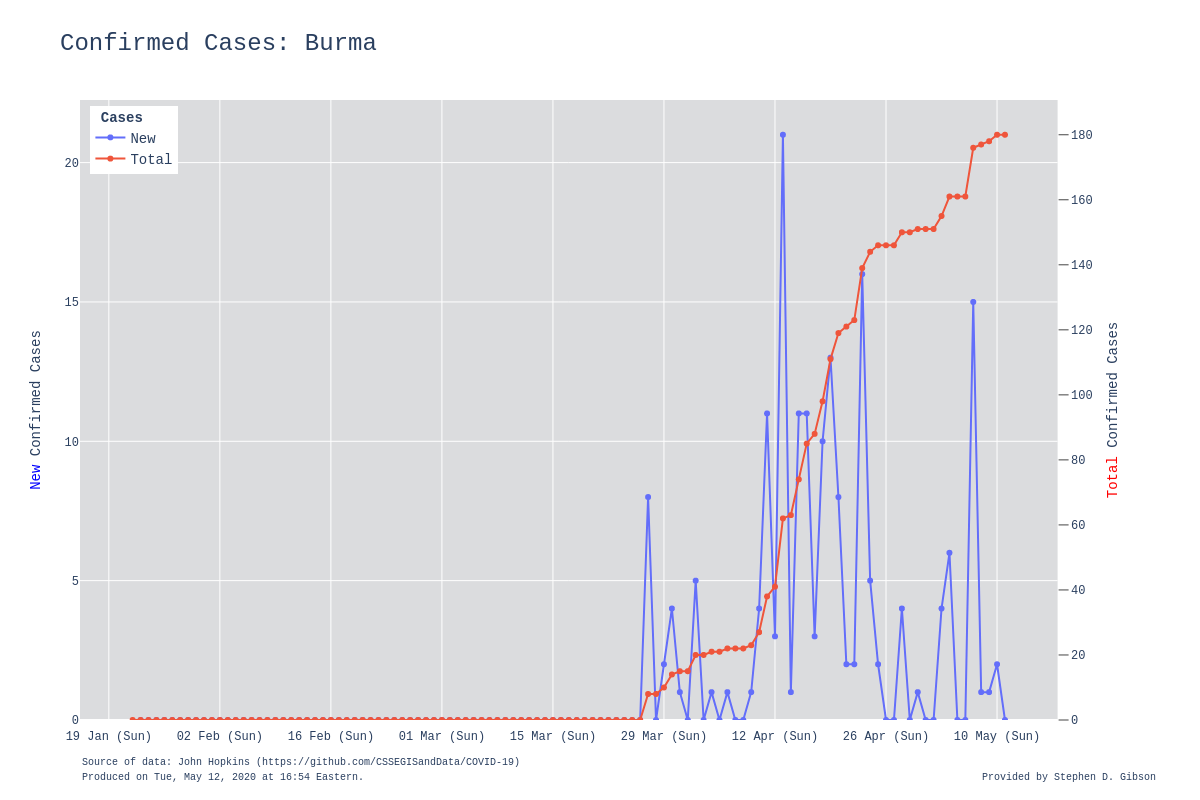 Confirmed Cases: Burma
Cases
New
Total
20
15
10
5
0
180
160
140
120
100
80
60
40
20
0
New Confirmed Cases
Total Confirmed Cases
19 Jan (Sun) 02 Feb (Sun) 16 Feb (Sun) 01 Mar (Sun) 15 Mar (Sun) 29 Mar (Sun) 12 Apr (Sun) 26 Apr (Sun) 10 May (Sun)
Source of data: John Hopkins (https://github.com/CSSEGISandData/COVID-19)
Produced on Tue, May 12, 2020 at 16:54 Eastern.
Provided by Stephen D. Gibson